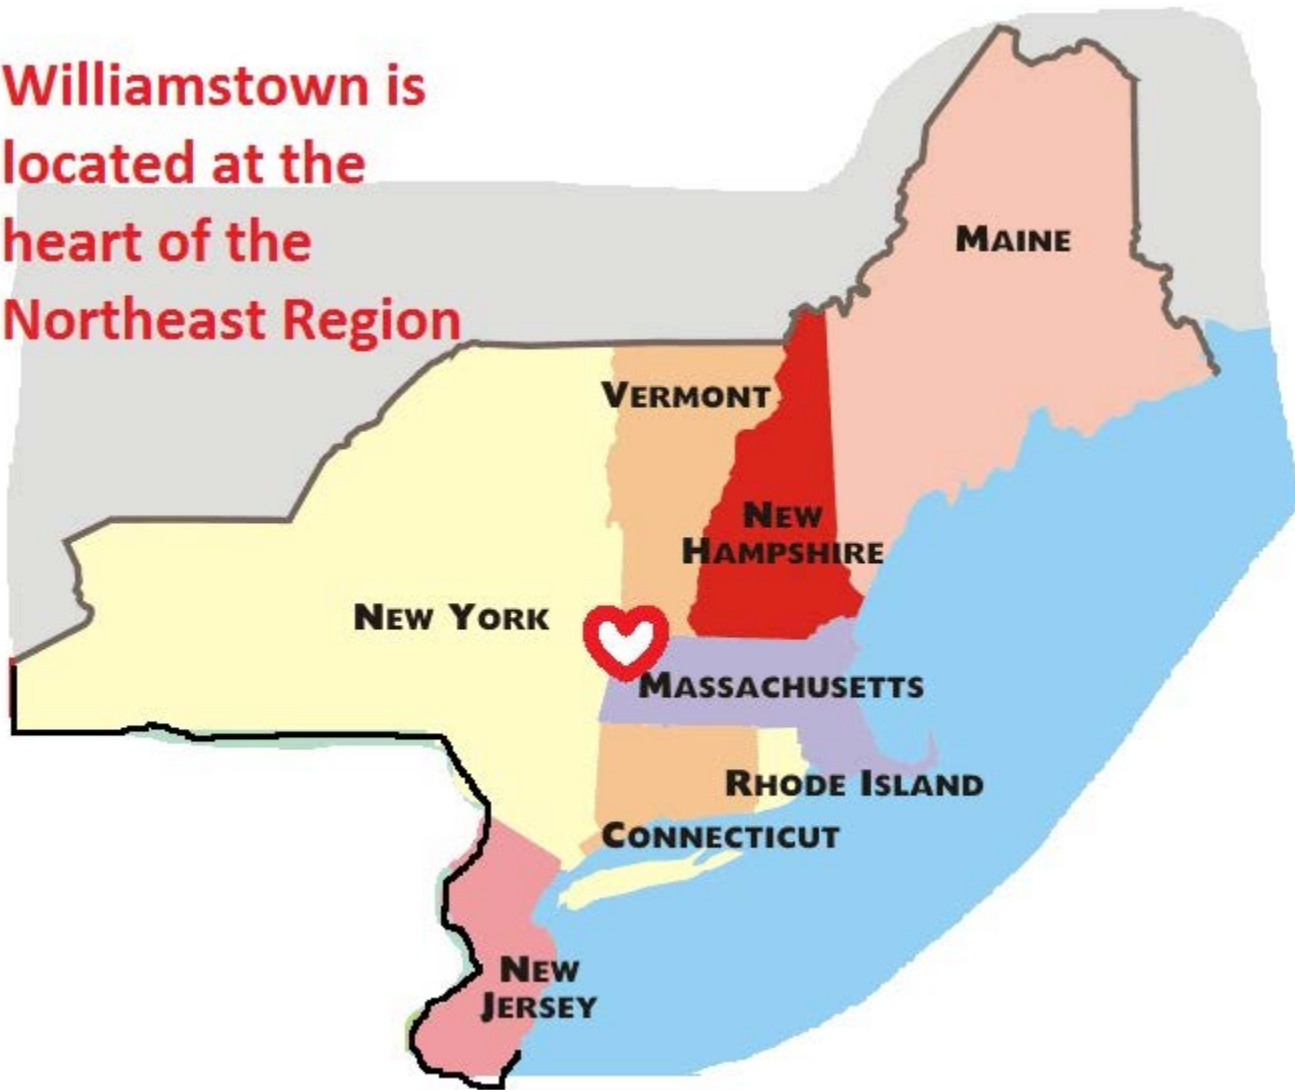 Williamstown is
located at the
heart of the
Northeast Region
MAINE
VERMONT
NEW
HAMPSHIRE
NEW YORK
MASSACHUSETTS
RHODE ISLAND
CONNECTICUT
NEW
JERSEY